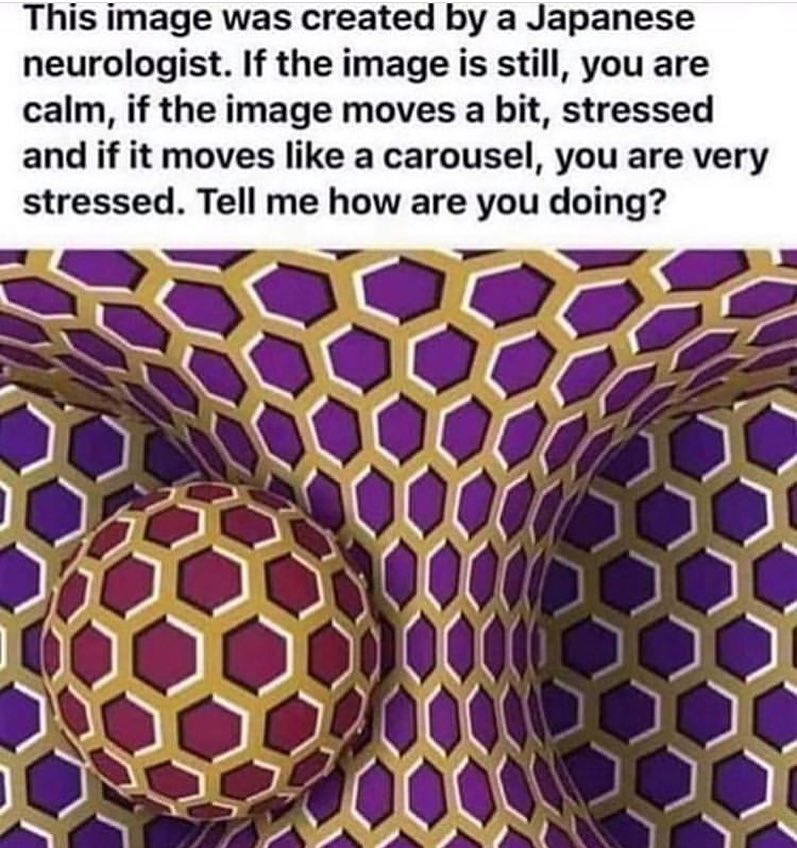 This image was created by a Japanese
neurologist. If the image is still, you are
calm, if the image moves a bit, stressed
and if it moves like a carousel, you are very
stressed. Tell me how are you doing?